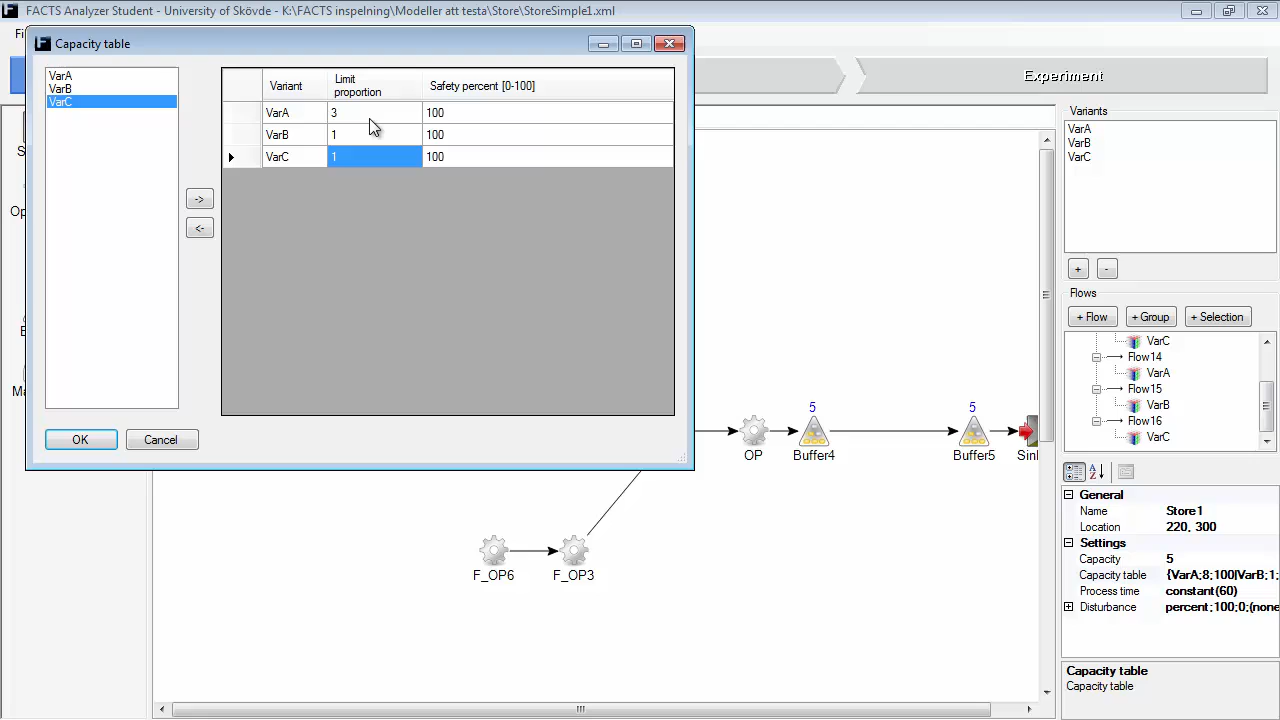 FACTS Analyzer Student - University of Skövde - K:\FACTS inspelning\Modeller att testa\Store\StoreSimple1.xml
Capacity table
VarA
VarB
VarC
Variant
Limit proportion
Safety percent [0-100]
VarA 3 100
VarB 1 100
VarC 1 100
->
<-
OK
Cancel
Experiment
Variants
VarA
VarB
VarC
+
-
Flows
+ Flow
+ Group
+ Selection
VarC
Flow14
VarA
Flow15
VarB
Flow16
VarC
5
5
OP
Buffer4
Buffer5
F_OP6
F_OP3
General
Name Store1
Location 220, 300
Settings
Capacity 5
Capacity table {VarA;8;100|VarB;1;
Process time constant(60)
Disturbance percent;100;0;(none
Capacity table
Capacity table